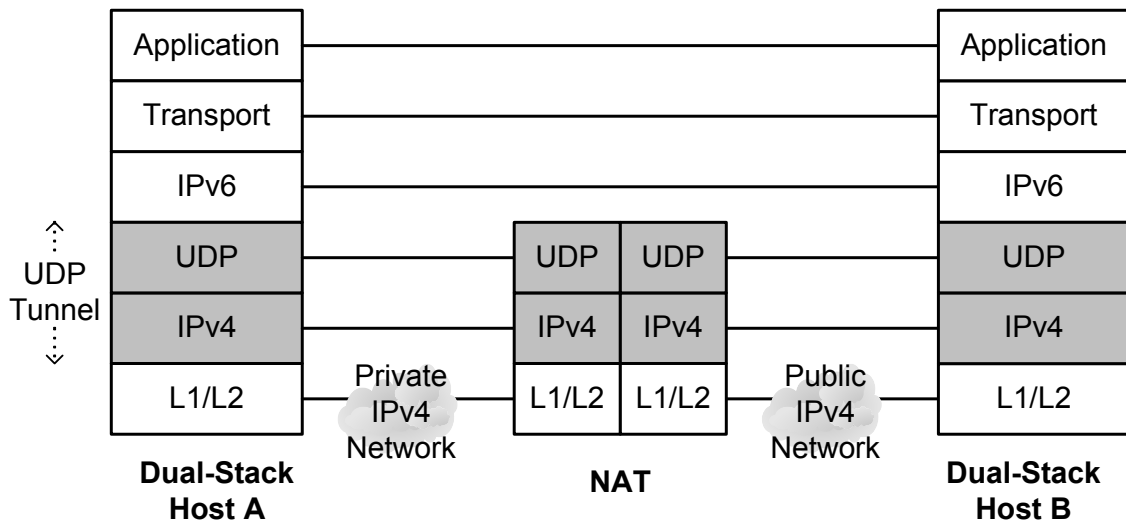 Application
Application
Transport
Transport
IPv6
IPv6
UDP
Tunnel
UDP
UDP
UDP
UDP
IPv4
IPv4
IPv4
IPv4
L1/L2
Private
IPv4
Network
L1/L2
L1/L2
Public
IPv4
Network
L1/L2
Dual-Stack
Host A
NAT
Dual-Stack
Host B